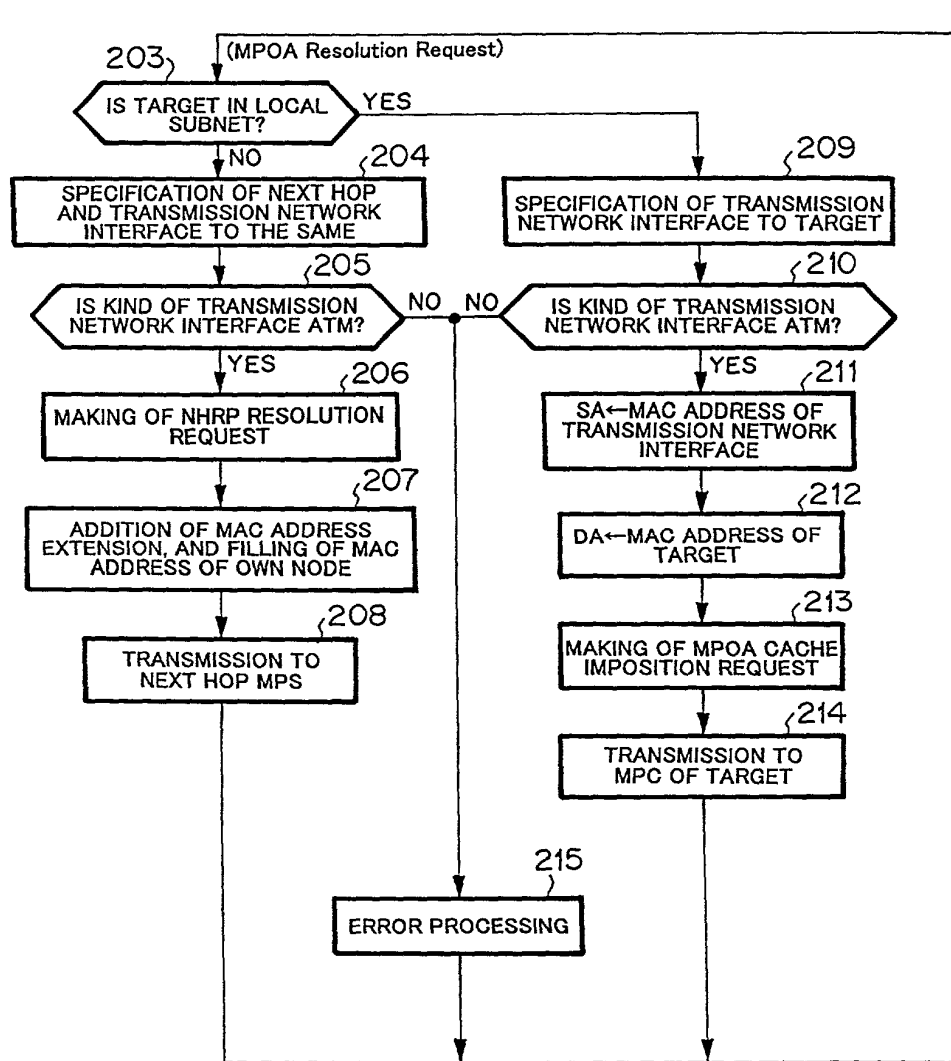 (MPOA Resolution Request)
203
IS TARGET IN LOCAL
SUBNET?
YES
NO
204
SPECIFICATION OF NEXT HOP
AND TRANSMISSION NETWORK
INTERFACE TO THE SAME
209
SPECIFICATION OF TRANSMISSION
NETWORK INTERFACE TO TARGET
205
IS KIND OF TRANSMISSION
NETWORK INTERFACE ATM?
NO
NO
210
IS KIND OF TRANSMISSION
NETWORK INTERFACE ATM?
YES
YES
206
MAKING OF NHRP RESOLUTION
REQUEST
211
SA←MAC ADDRESS OF
TRANSMISSION NETWORK
INTERFACE
207
ADDITION OF MAC ADDRESS
EXTENSION, AND FILLING OF MAC
ADDRESS OF OWN NODE
212
DA←MAC ADDRESS OF
TARGET
208
TRANSMISSION TO
NEXT HOP MPS
213
MAKING OF MPOA CACHE
IMPOSITION REQUEST
214
TRANSMISSION TO
MPC OF TARGET
215
ERROR PROCESSING